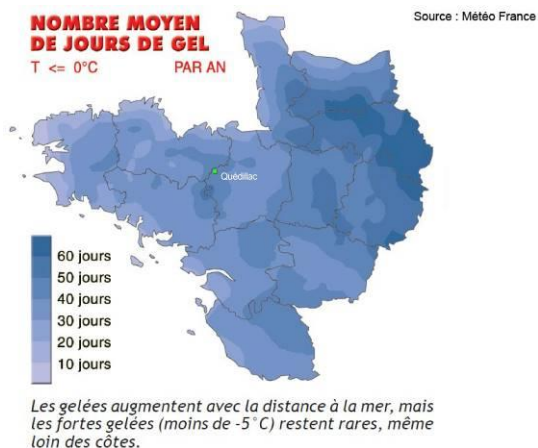 NOMBRE MOYEN
DE JOURS DE GEL
T <= 0°C PAR AN
Source : Météo France
Quédillac
60 jours
50 jours
40 jours
30 jours
20 jours
10 jours
Les gelées augmentent avec la distance à la mer, mais
les fortes gelées (moins de -5°C) restent rares, même
loin des côtes.